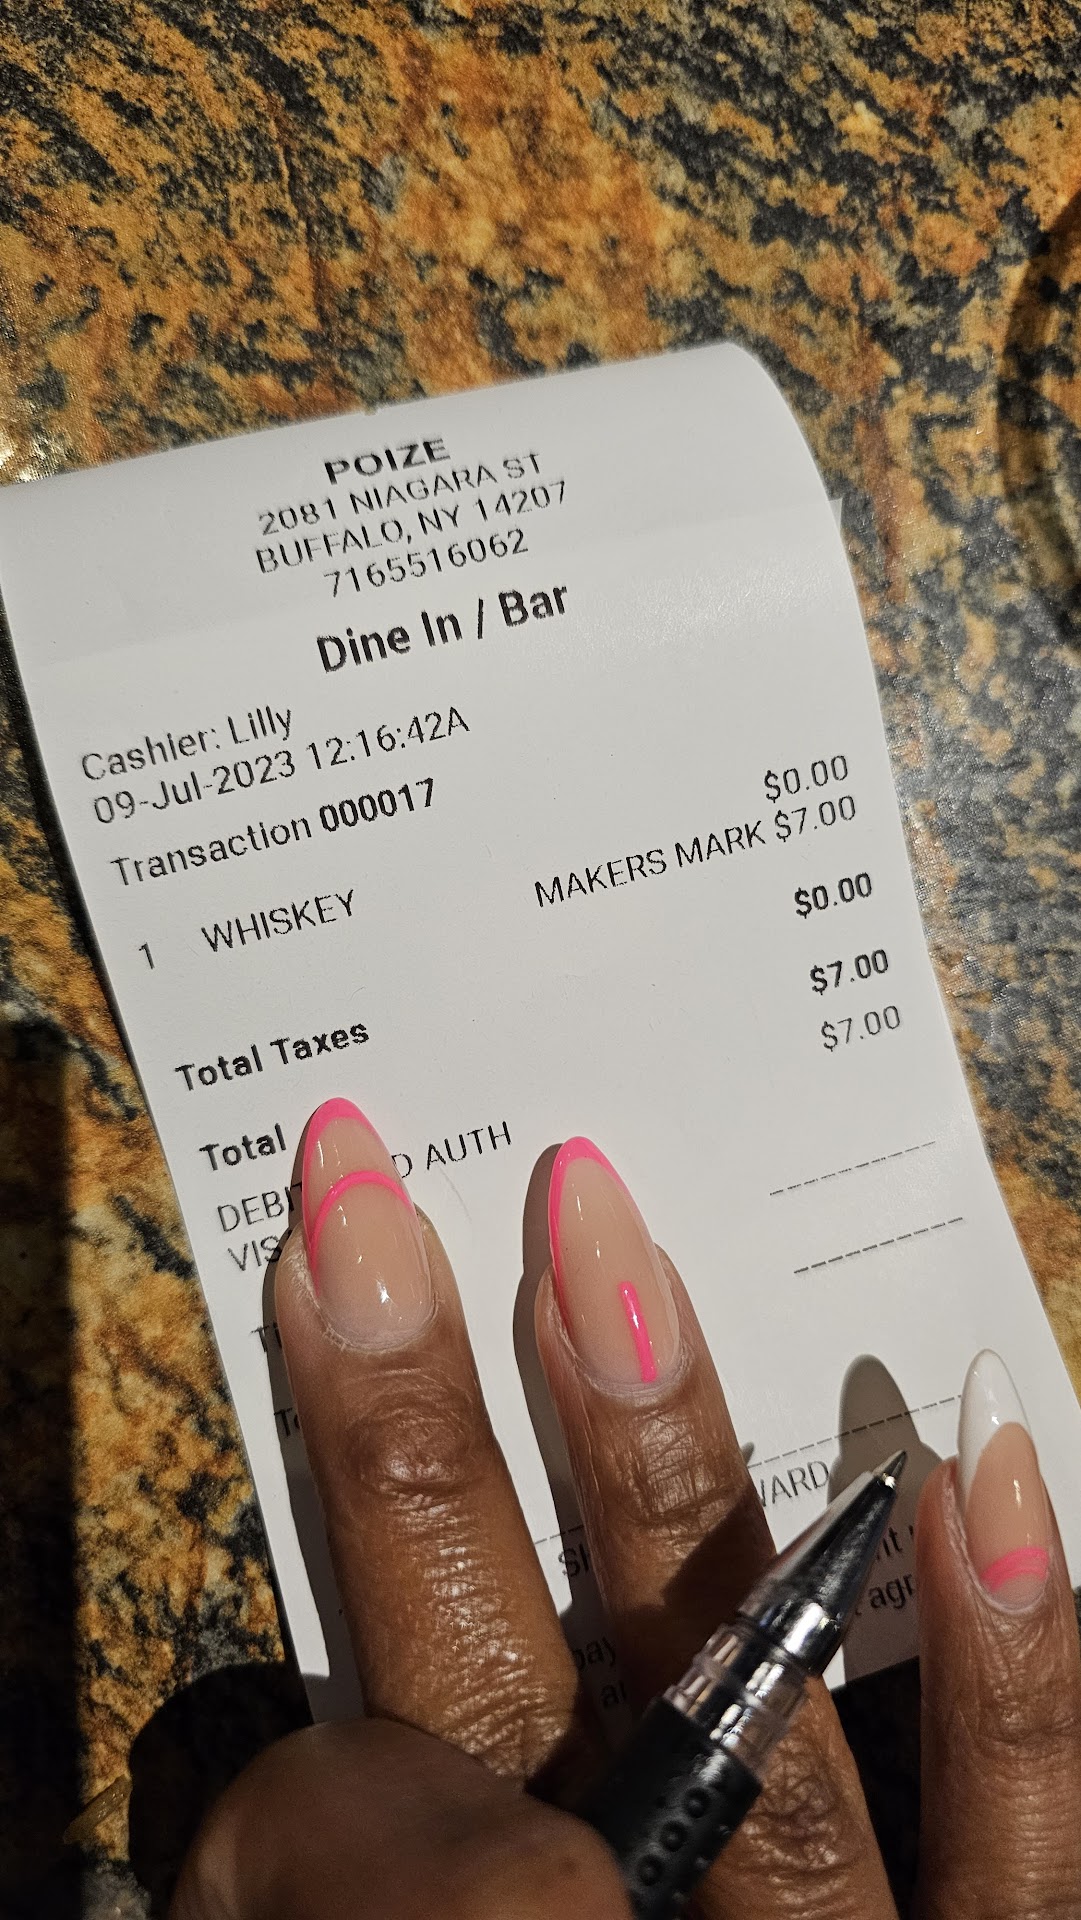 POIZE
2081 NIAGARA ST
BUFFALO, NY 14207
7165516062
Dine In / Bar
Cashier: Lilly
09-Jul-2023 12:16:42A
Transaction 000017
1 WHISKEY $0.00
MAKERS MARK $7.00
Total Taxes $0.00
Total $7.00
DEBI D AUTH $7.00
VIS